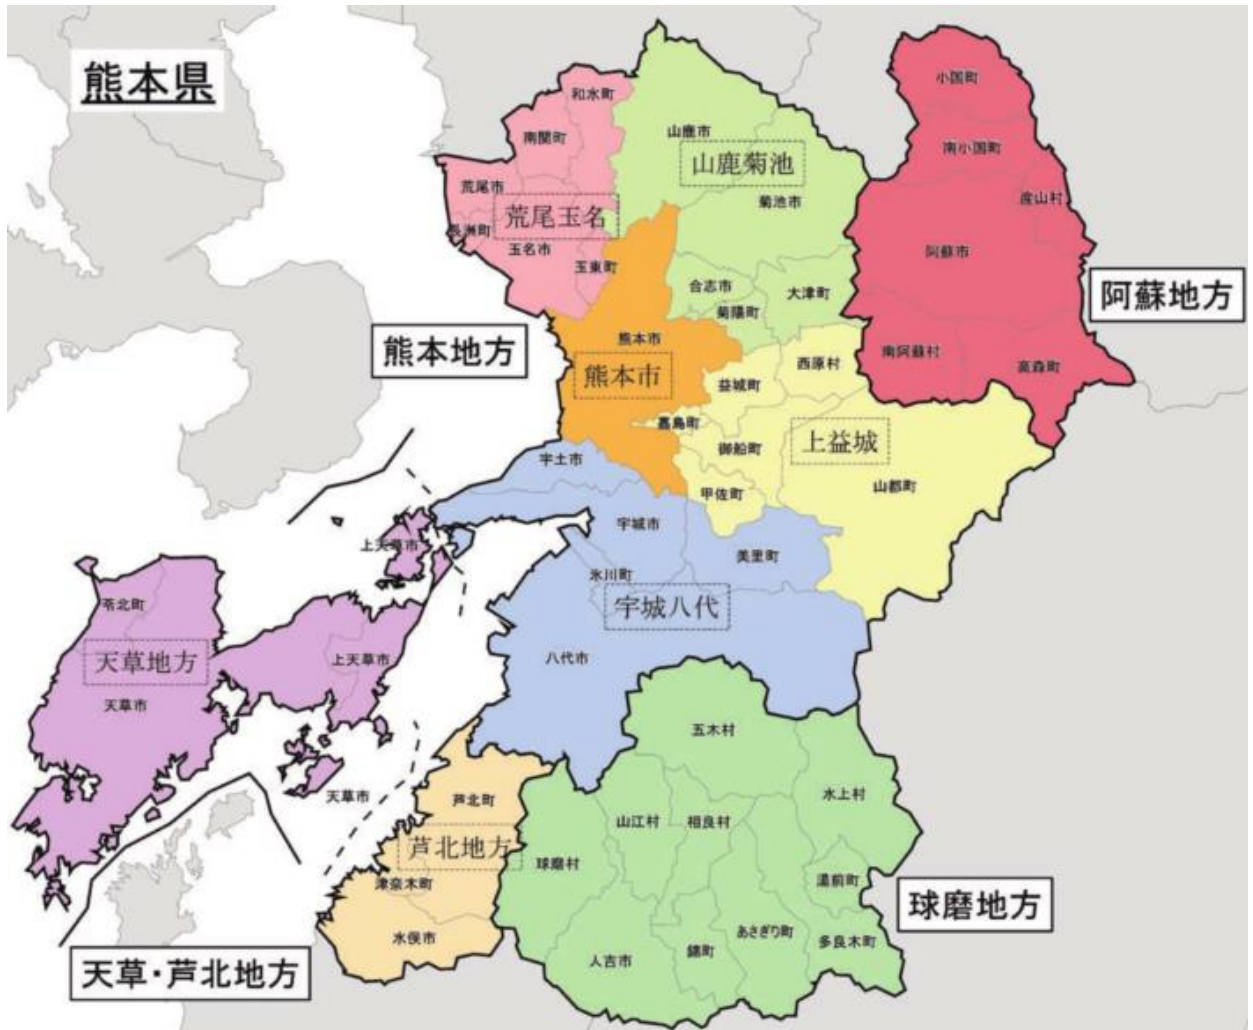 熊本県
小国町
和水町
山鹿市
南関町
南小国町
山鹿菊池
荒尾市
産山村
菊池市
荒尾玉名
長洲町
玉名市
阿蘇市
玉東町
合志市
大津町
阿蘇地方
菊陽町
熊本地方
熊本市
南阿蘇村
西原村
高森町
熊本市
益城町
嘉島町
上益城
御船町
宇土市
山都町
甲佐町
宇城市
上天草市
美里町
氷川町
苓北町
宇城八代
天草地方
上天草市
八代市
天草市
五木村
天草市
芦北町
水上村
山江村
相良村
芦北地方
球磨村
津奈木町
湯前町
球磨地方
水俣市
あさぎり町
多良木町
錦町
人吉市
天草・芦北地方